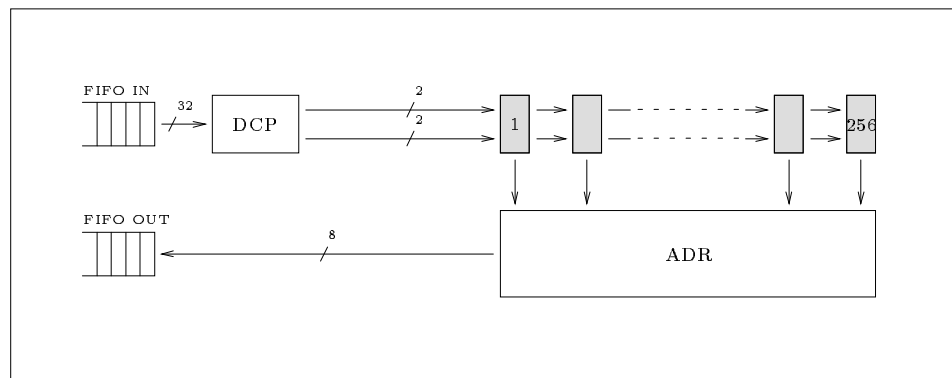 FIFO IN
32
DCP
2
2
1
256
FIFO OUT
8
ADR